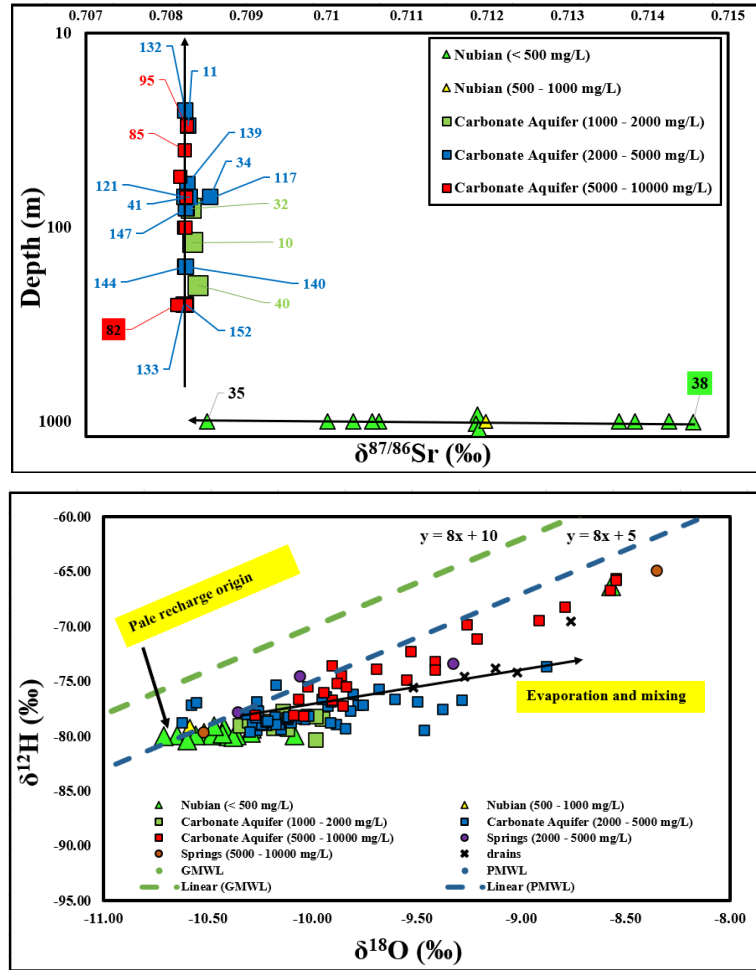 0.707 0.708 0.709 0.71 0.711 0.712 0.713 0.714 0.715
10
132
11
95
85
139
34
121
117
41
32
147
10
144
140
40
82
152
133
100
Depth (m)
Nubian (< 500 mg/L)
Nubian (500 - 1000 mg/L)
Carbonate Aquifer (1000 - 2000 mg/L)
Carbonate Aquifer (2000 - 5000 mg/L)
Carbonate Aquifer (5000 - 10000 mg/L)
35
38
1000
δ87/86Sr (‰)
-60.00
-65.00
-70.00
-75.00
-80.00
-85.00
-90.00
-95.00
δ12H (‰)
y = 8x + 10
y = 8x + 5
Pale recharge origin
Evaporation and mixing
Nubian (< 500 mg/L) Nubian (500 - 1000 mg/L)
Carbonate Aquifer (1000 - 2000 mg/L) Carbonate Aquifer (2000 - 5000 mg/L)
Carbonate Aquifer (5000 - 10000 mg/L) Springs (2000 - 5000 mg/L)
Springs (5000 - 10000 mg/L) drains
GMWL PMWL
Linear (GMWL) Linear (PMWL)
-11.00 -10.50 -10.00 -9.50 -9.00 -8.50 -8.00
δ18O (‰)